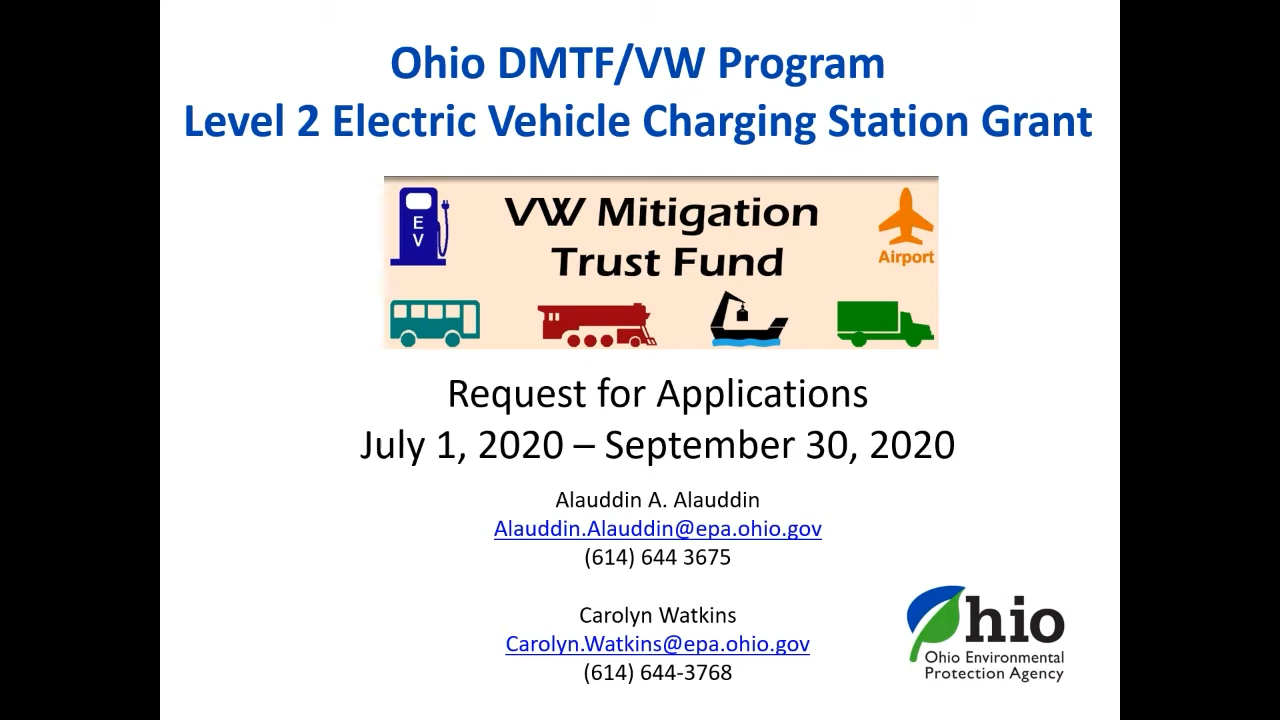 Ohio DMTF/VW Program
Level 2 Electric Vehicle Charging Station Grant
E
V
VW Mitigation
Trust Fund
Airport
Request for Applications
July 1, 2020 – September 30, 2020
Alauddin A. Alauddin
Alauddin.Alauddin@epa.ohio.gov
(614) 644 3675
Carolyn Watkins
Carolyn.Watkins@epa.ohio.gov
(614) 644-3768
Ohio
Ohio Environmental
Protection Agency